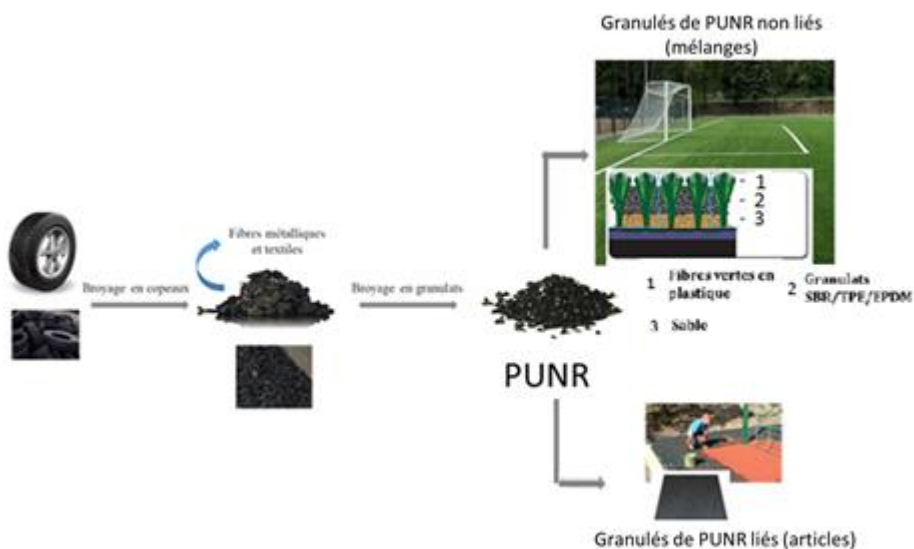 Granulés de PUNR non liés
(mélanges)
1
2
3
Fibres métalliques
et textiles
Broyage en copeaux
Broyage en granulats
1 Fibres vertes en
plastique
2 Granulats
SBR/TPE/EPDM
3 Sable
PUNR
Granulés de PUNR liés (articles)